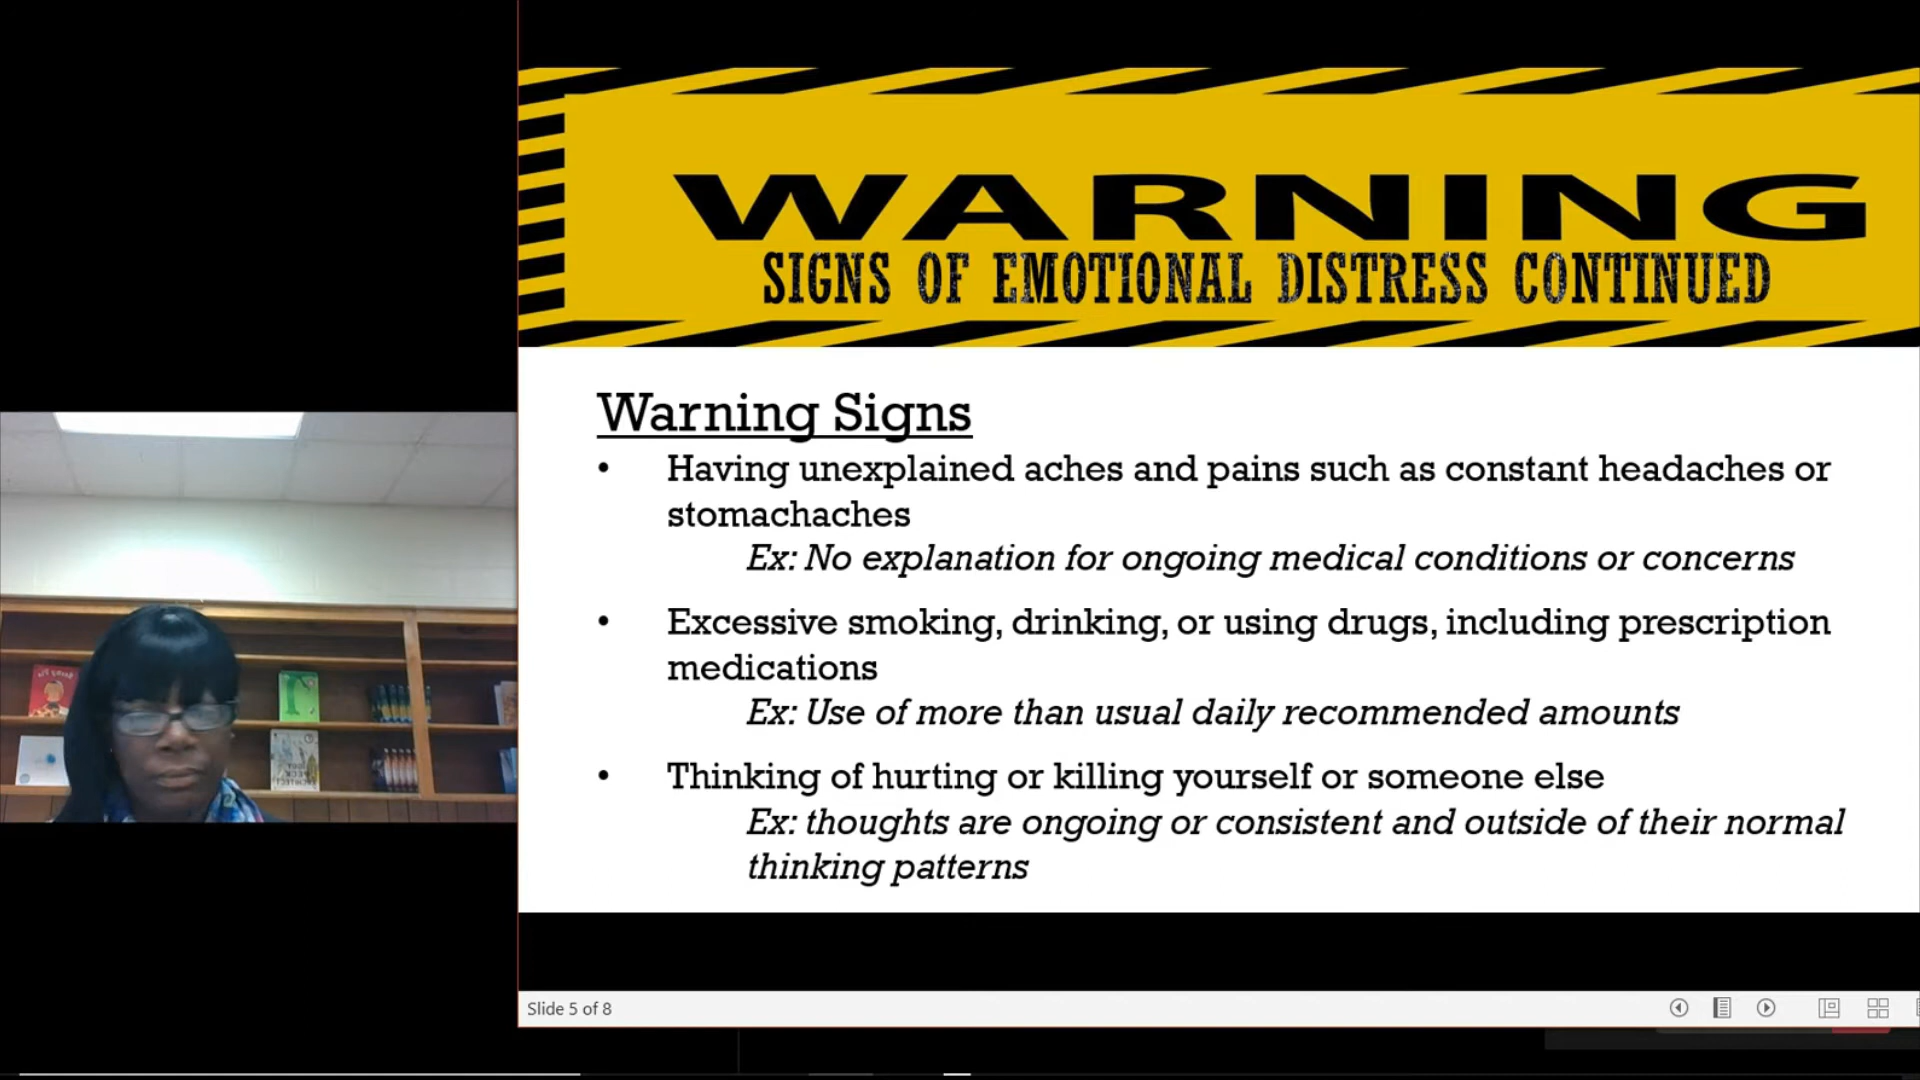 WARNING
SIGNS OF EMOTIONAL DISTRESS CONTINUED
Warning Signs
• Having unexplained aches and pains such as constant headaches or
stomachaches
Ex: No explanation for ongoing medical conditions or concerns
• Excessive smoking, drinking, or using drugs, including prescription
medications
Ex: Use of more than usual daily recommended amounts
• Thinking of hurting or killing yourself or someone else
Ex: thoughts are ongoing or consistent and outside of their normal
thinking patterns
Slide 5 of 8